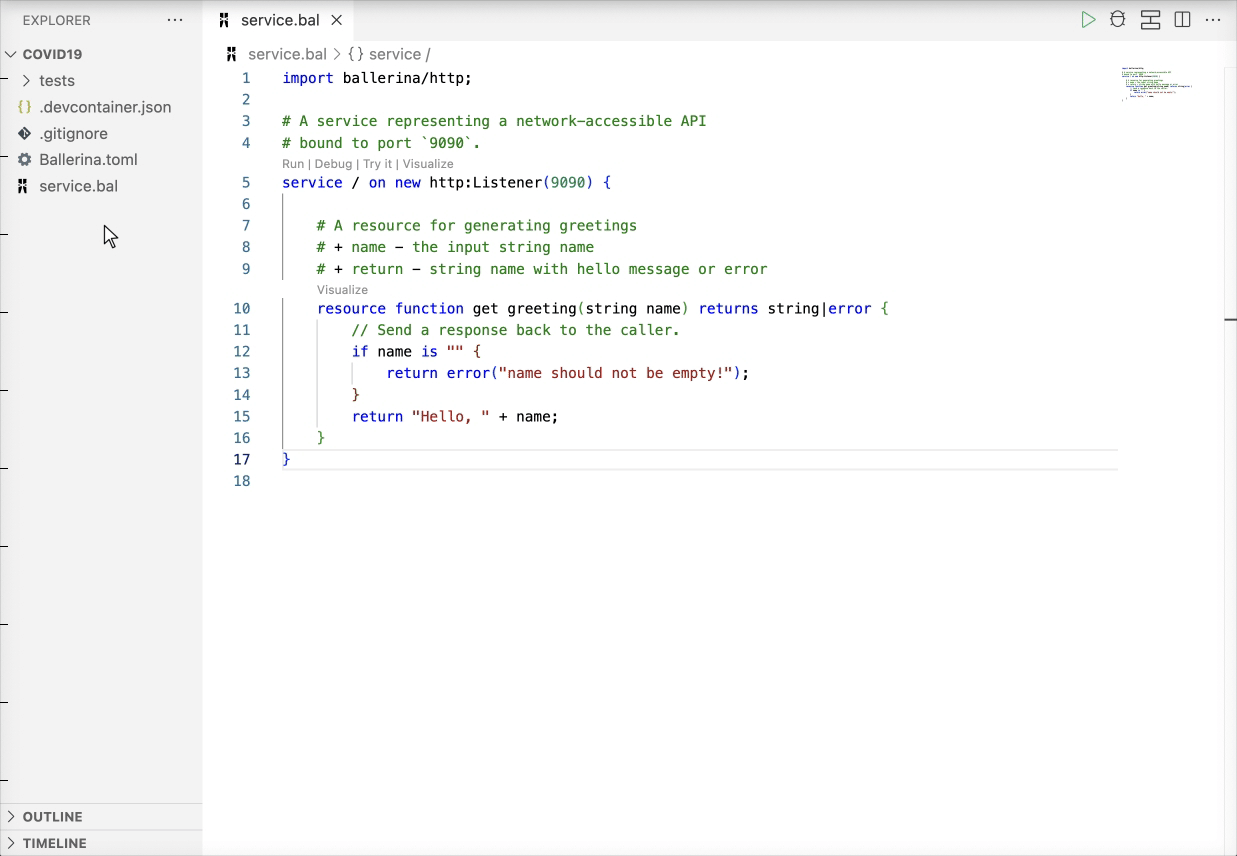 EXPLORER
COVID19
tests
.devcontainer.json
.gitignore
Ballerina.toml
service.bal
OUTLINE
TIMELINE
service.bal
service.bal > {} service /
1 import ballerina/http;
2
3 # A service representing a network-accessible API
4 # bound to port `9090`.
Run | Debug | Try it | Visualize
5 service / on new http:Listener(9090) {
6
7 # A resource for generating greetings
8 # + name - the input string name
9 # + return - string name with hello message or error
Visualize
10 resource function get greeting(string name) returns string|error {
11 // Send a response back to the caller.
12 if name is "" {
13 return error("name should not be empty!");
14 }
15 return "Hello, " + name;
16 }
17 }
18